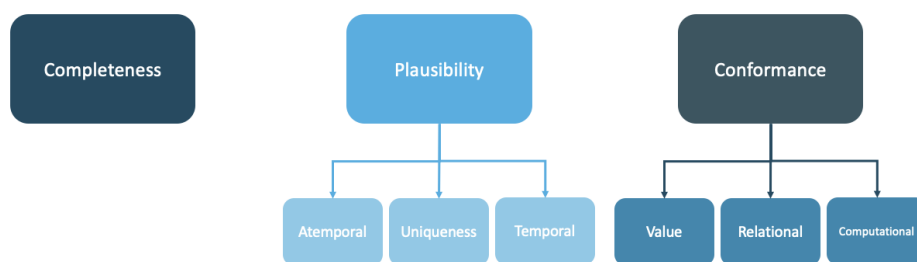 Completeness
Plausibility
Conformance
Atemporal
Uniqueness
Temporal
Value
Relational
Computational